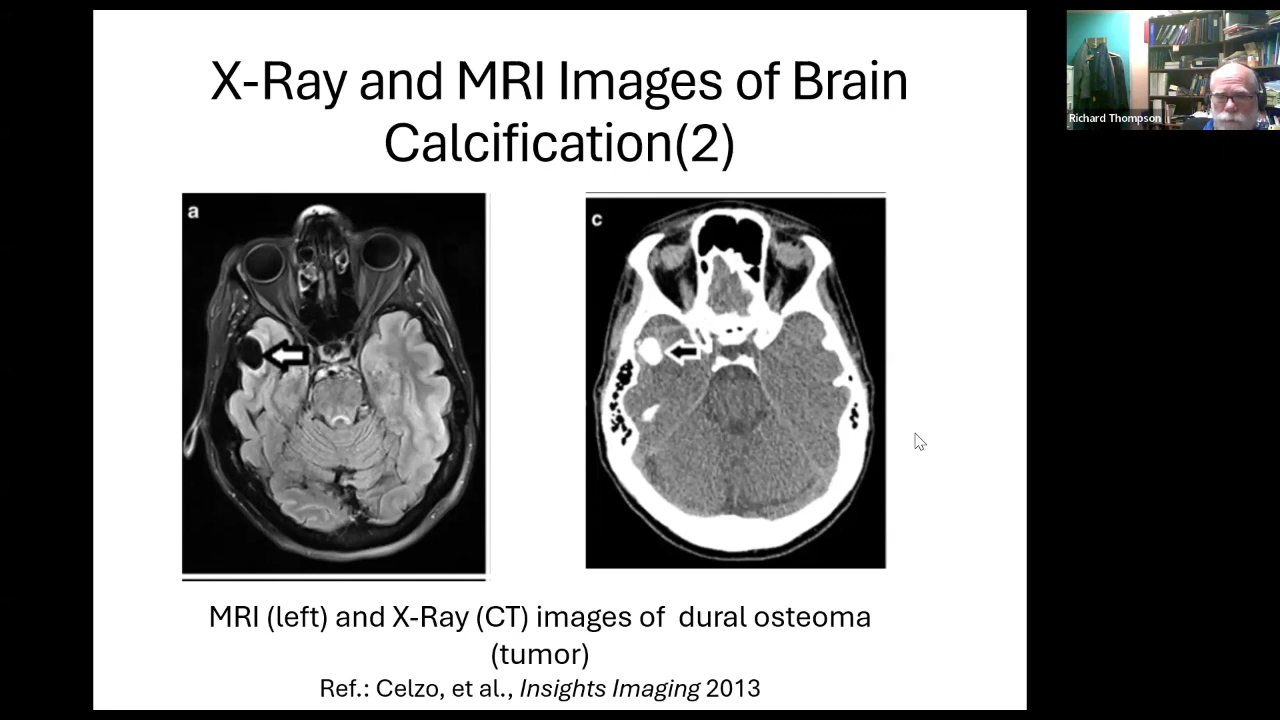 X-Ray and MRI Images of Brain
Calcification(2)
a
c
MRI (left) and X-Ray (CT) images of  dural osteoma
(tumor)
Ref.: Celzo, et al., Insights Imaging 2013
Richard Thompson